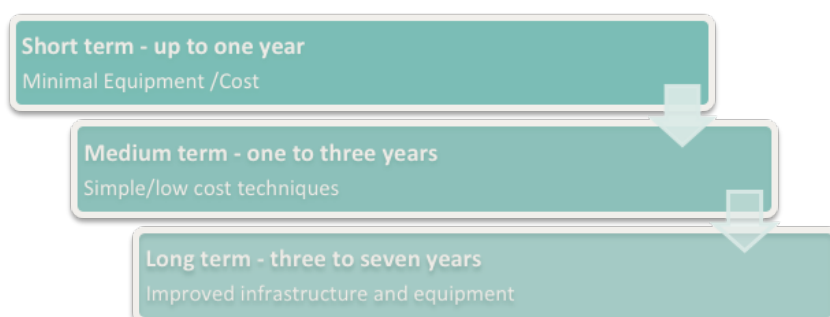 Short term - up to one year
Minimal Equipment /Cost
Medium term - one to three years
Simple/low cost techniques
Long term - three to seven years
Improved infrastructure and equipment